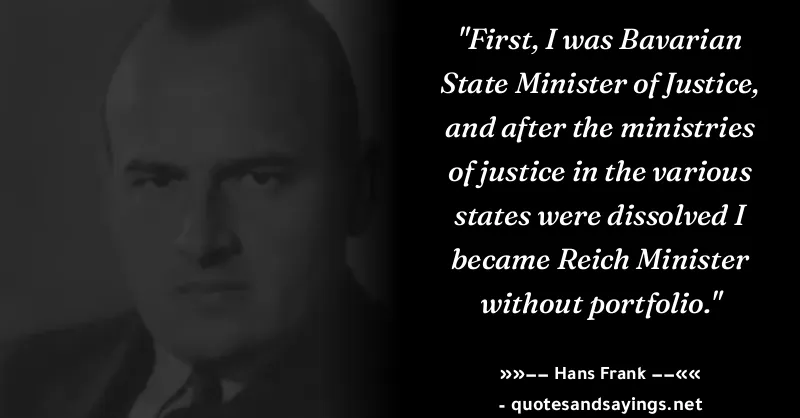 "First, I was Bavarian
State Minister of Justice,
and after the ministries
of justice in the various
states were dissolved I
became Reich Minister
without portfolio."
»»−− Hans Frank −−««
- quotesandsayings.net